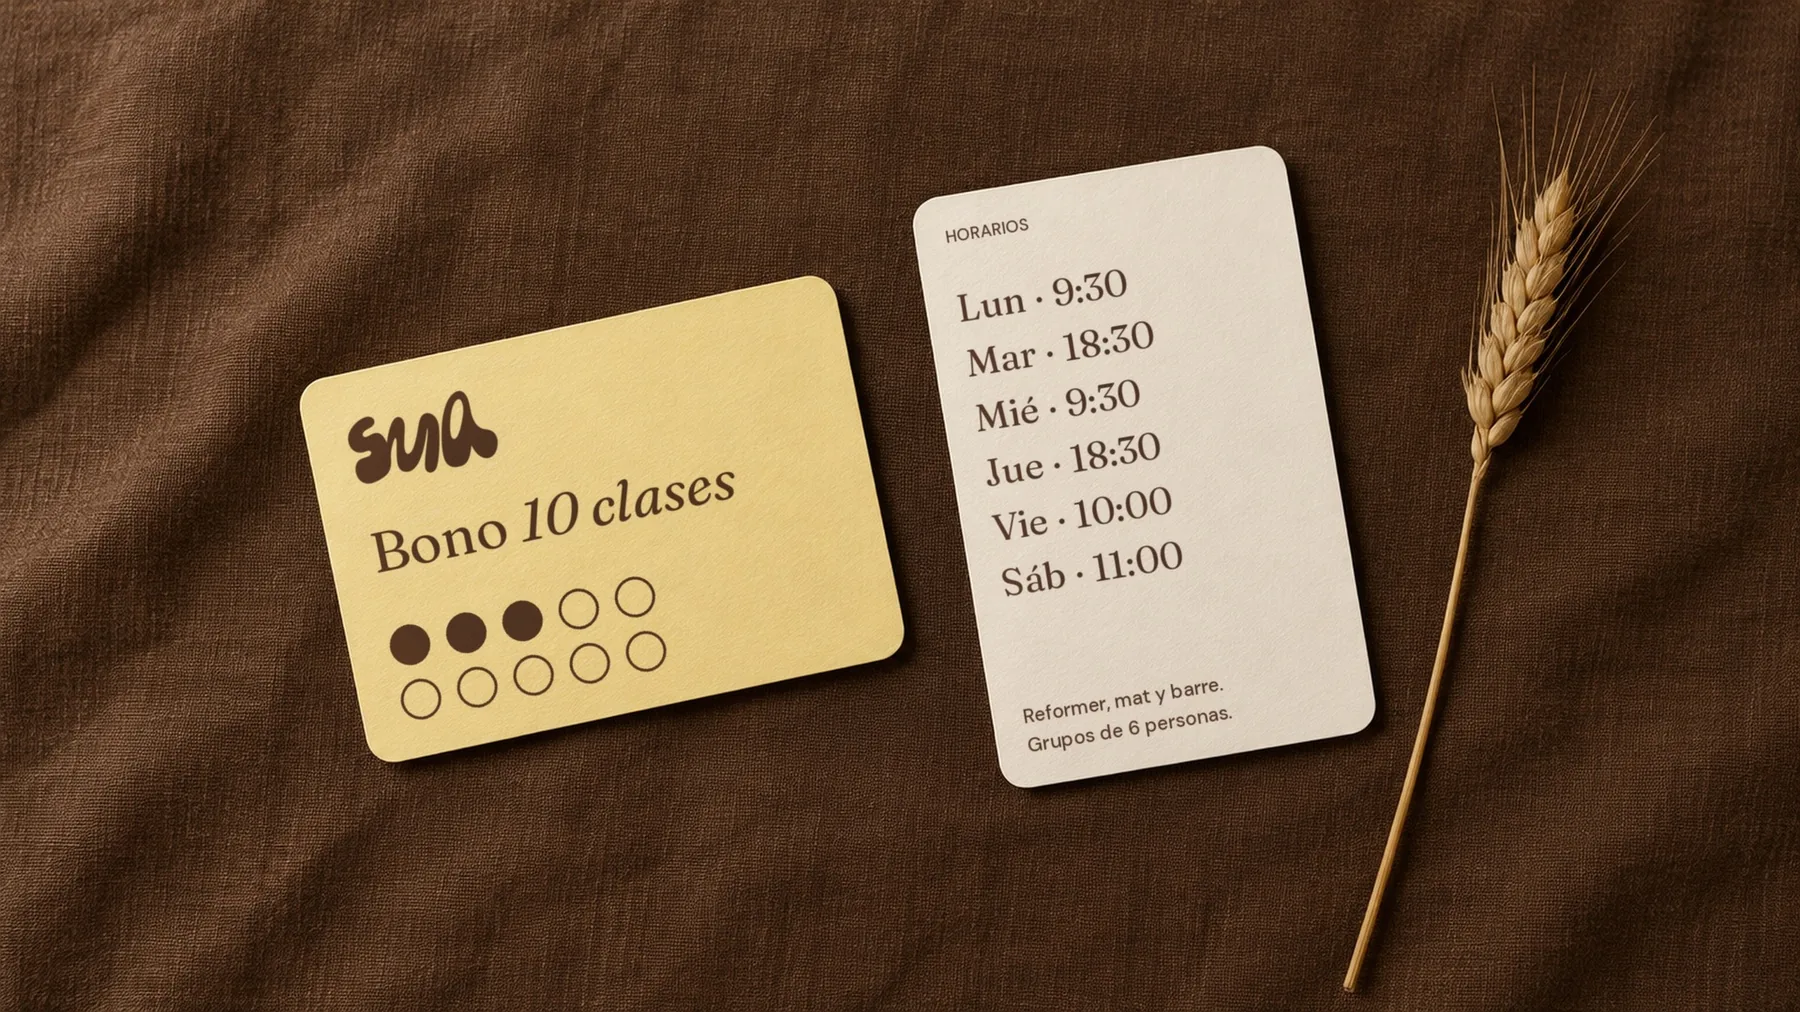 sua
Bono 10 clases
HORARIOS
Lun · 9:30
Mar · 18:30
Mié · 9:30
Jue · 18:30
Vie · 10:00
Sáb · 11:00
Reformer, mat y barre.
Grupos de 6 personas.